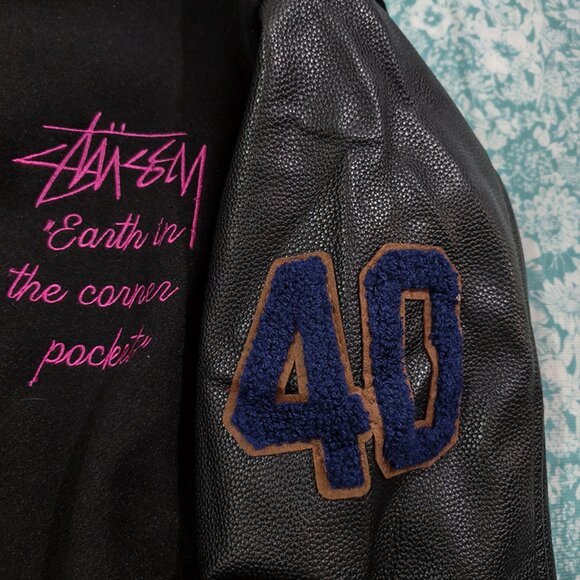 STÜSSY
"Earth in
the corner
pocket"
40